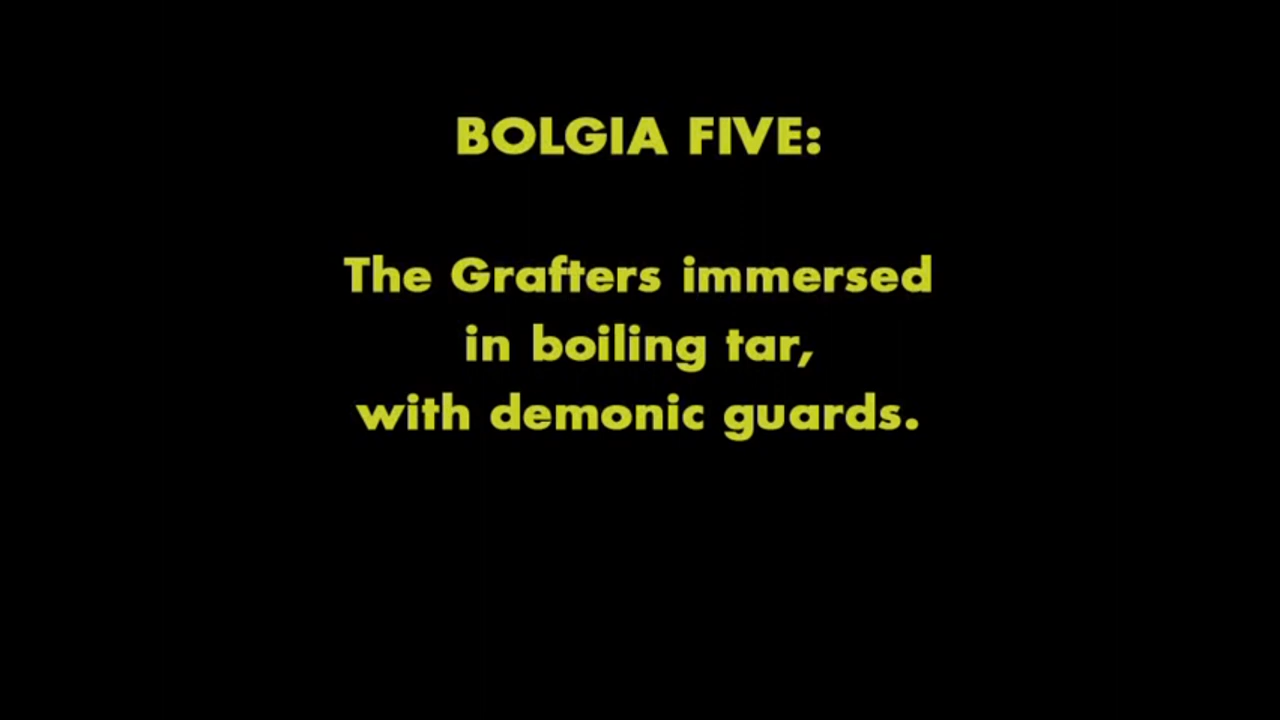 BOLGIA FIVE:
The Grafters immersed
in boiling tar,
with demonic guards.